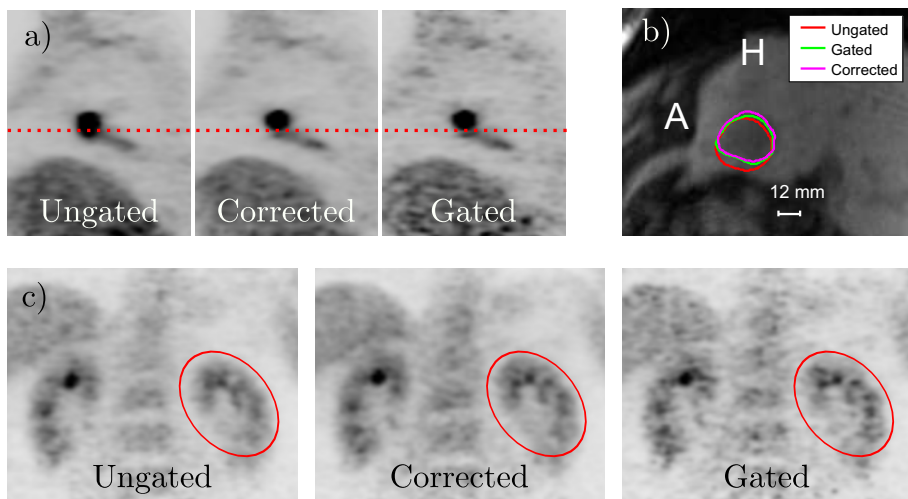 a)
Ungated
Corrected
Gated
b)
H
A
Ungated
Gated
Corrected
12 mm
c)
Ungated
Corrected
Gated